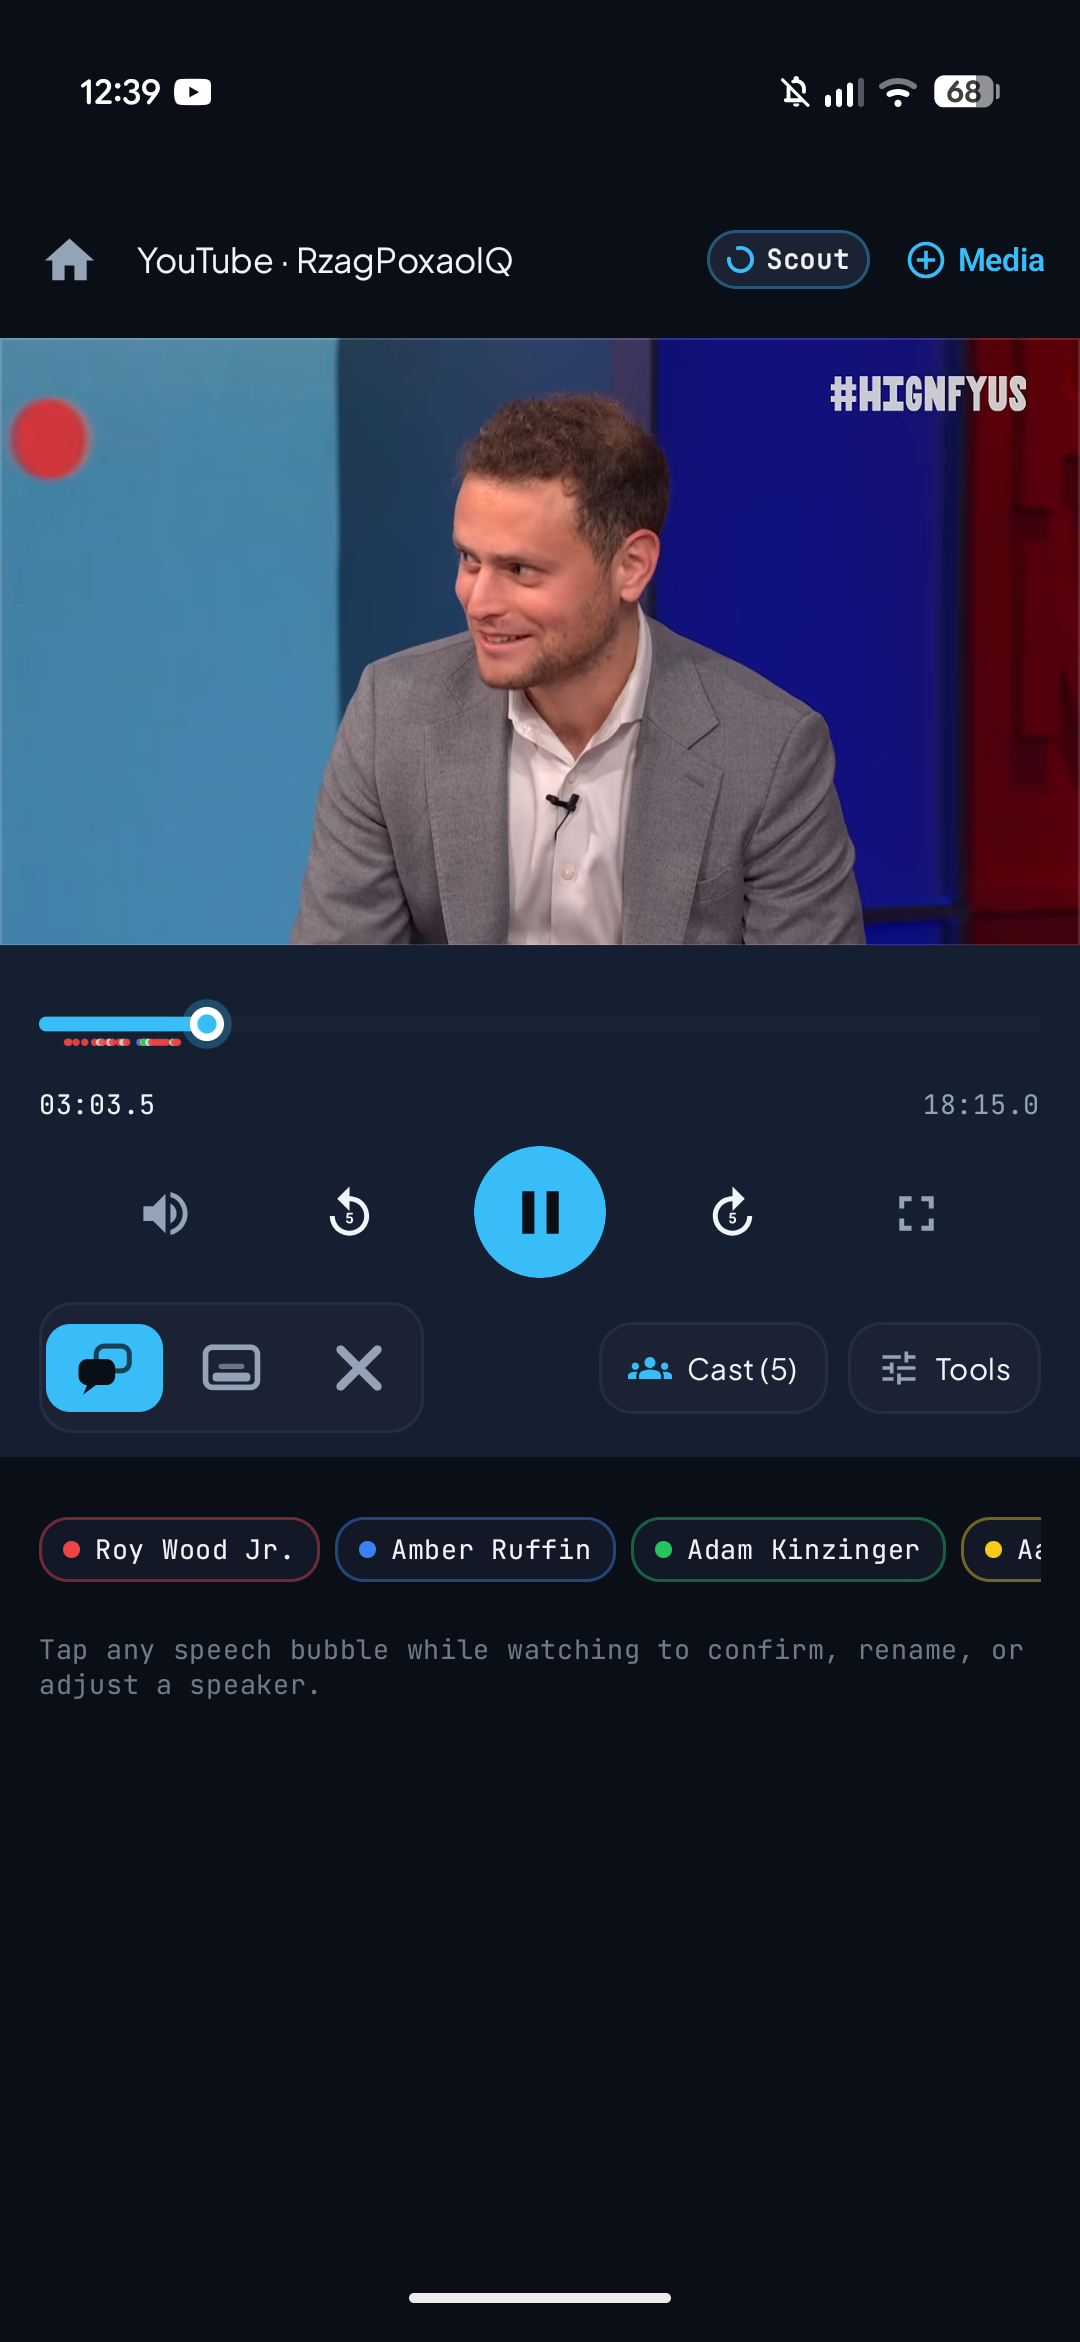 12:39
68
YouTube · RzagPoxaoIQ
Scout
Media
#HIGNFYUS
03:03.5
18:15.0
5
5
Cast (5)
Tools
Roy Wood Jr.
Amber Ruffin
Adam Kinzinger
Tap any speech bubble while watching to confirm, rename, or
adjust a speaker.